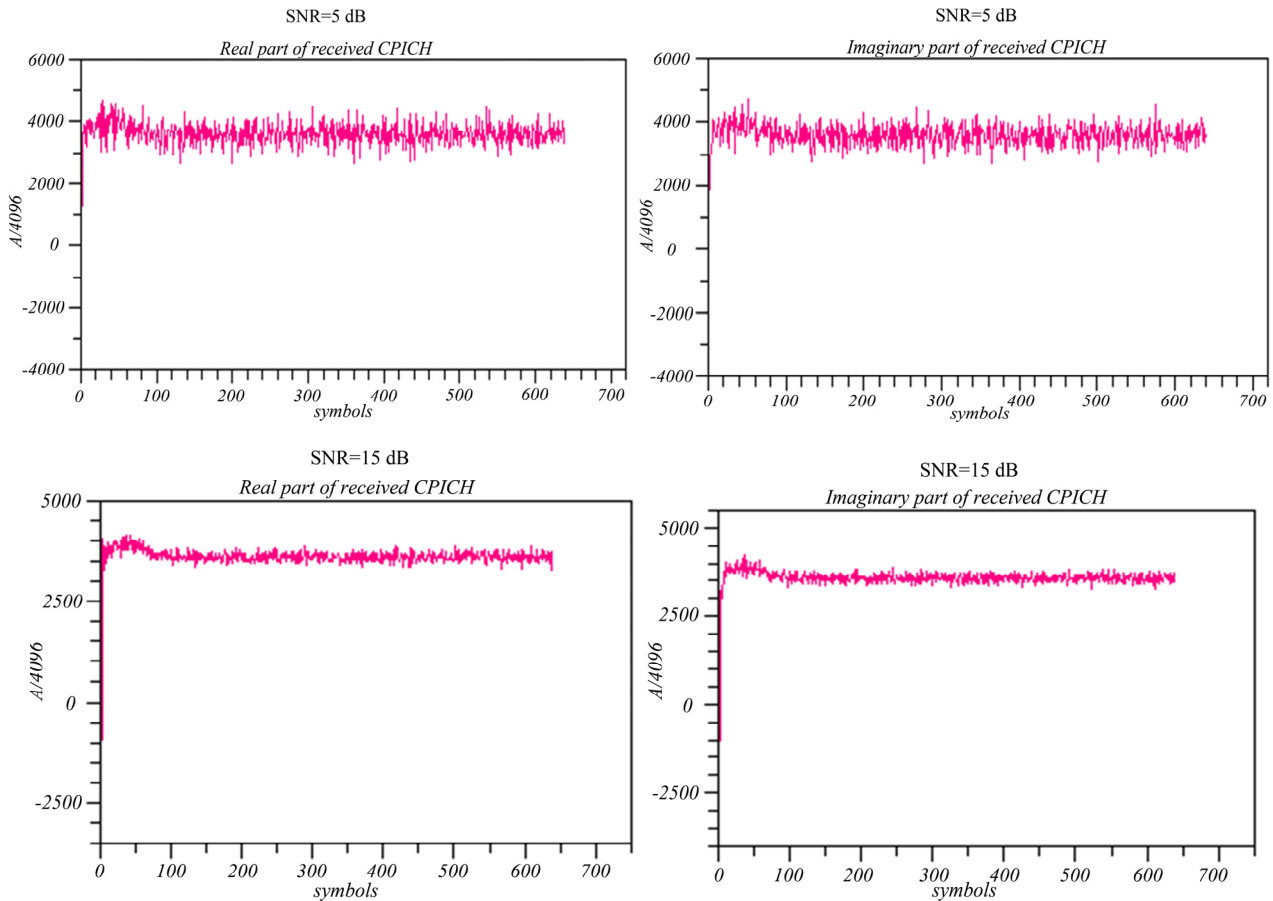 SNR=5 dB
Real part of received CPICH
6000
4000
2000
0
-2000
-4000
A/4096
0 100 200 300 400 500 600 700
symbols
SNR=5 dB
Imaginary part of received CPICH
6000
4000
2000
0
-2000
-4000
A/4096
0 100 200 300 400 500 600 700
symbols
SNR=15 dB
Real part of received CPICH
5000
2500
0
-2500
A/4096
0 100 200 300 400 500 600 700
symbols
SNR=15 dB
Imaginary part of received CPICH
5000
2500
0
-2500
A/4096
0 100 200 300 400 500 600 700
symbols